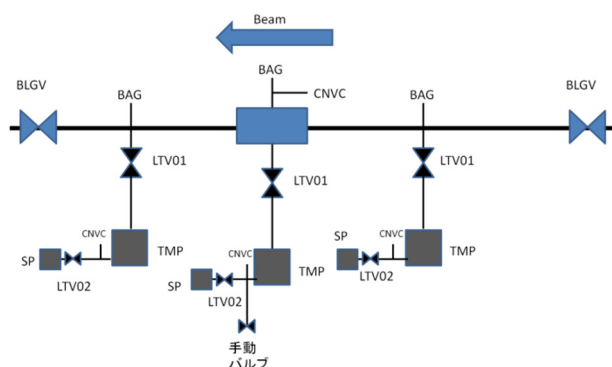 Beam
BLGV
BAG
BAG
CNVC
BAG
BLGV
LTV01
LTV01
LTV01
CNVC
SP
TMP
LTV02
CNVC
SP
TMP
LTV02
CNVC
SP
TMP
LTV02
手動
バルブ